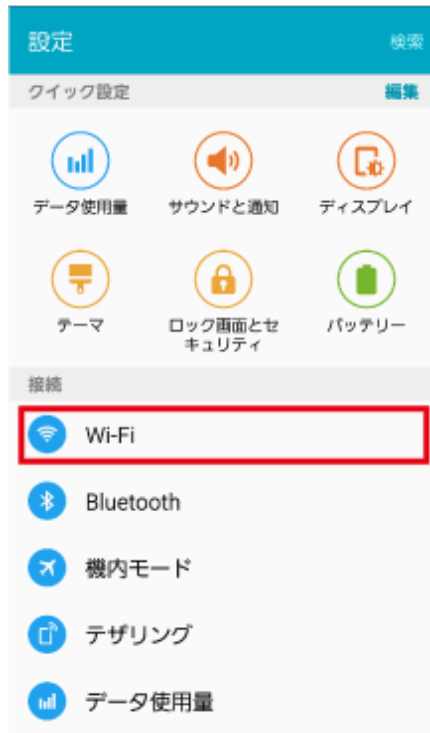 設定 検索
クイック設定 編集
データ使用量 サウンドと通知 ディスプレイ
テーマ ロック画面とセ バッテリー
キュリティ
接続
Wi-Fi
Bluetooth
機内モード
テザリング
データ使用量